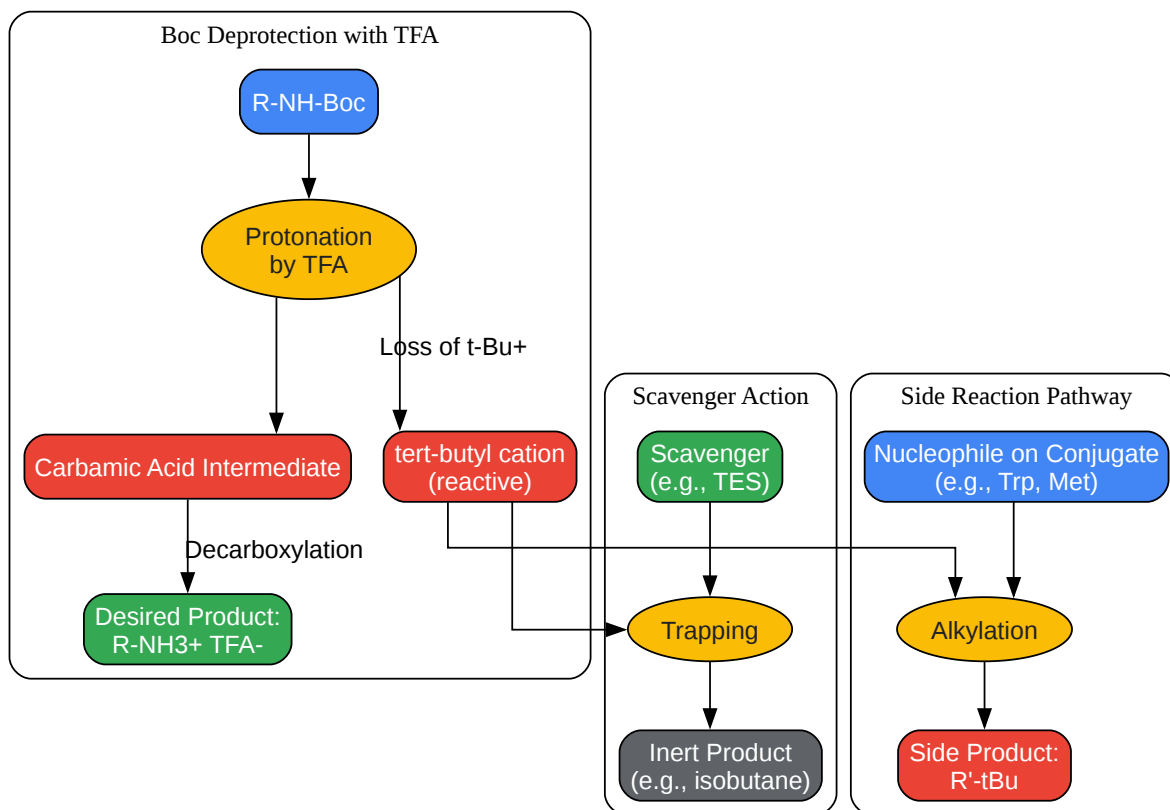 Boc Deprotection with TFA
R-NH-Boc
Protonation
by TFA
Loss of t-Bu+
Carbamic Acid Intermediate
tert-butyl cation
(reactive)
Decarboxylation
Desired Product:
R-NH3+ TFA-
Scavenger Action
Scavenger
(e.g., TES)
Trapping
Inert Product
(e.g., isobutane)
Side Reaction Pathway
Nucleophile on Conjugate
(e.g., Trp, Met)
Alkylation
Side Product:
R'-tBu